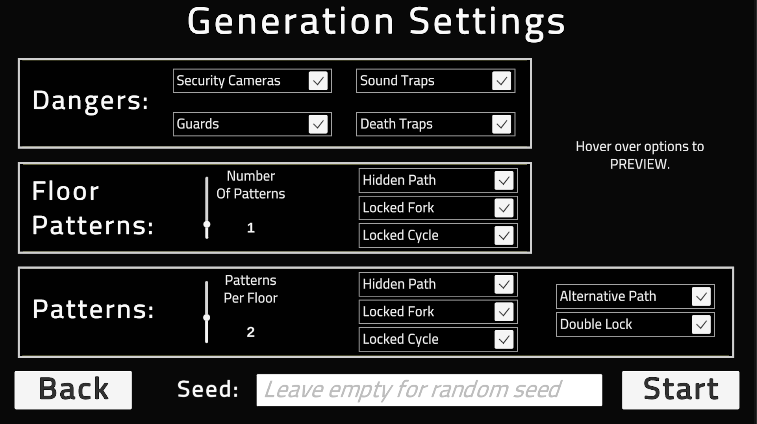 Generation Settings
Dangers:
Security Cameras
Sound Traps
Guards
Death Traps
Hover over options to
PREVIEW.
Floor
Patterns:
Number
Of Patterns
1
Hidden Path
Locked Fork
Locked Cycle
Patterns:
Patterns
Per Floor
2
Hidden Path
Locked Fork
Locked Cycle
Alternative Path
Double Lock
Back
Seed:
Leave empty for random seed
Start